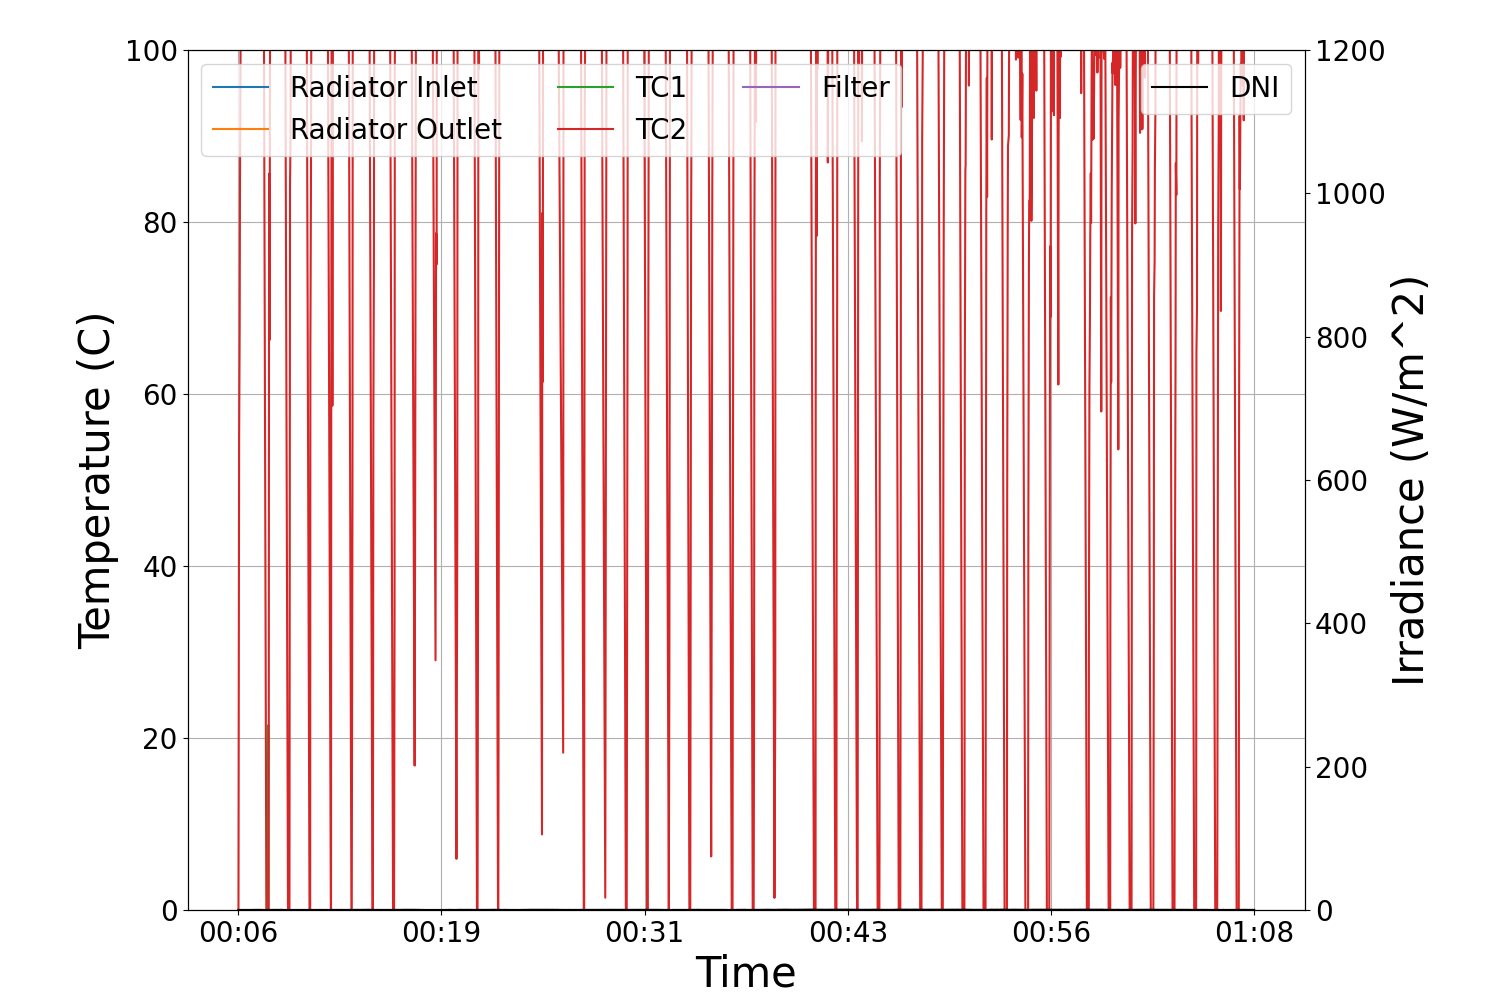 100
80
60
40
20
0
Temperature (C)
Radiator Inlet
Radiator Outlet
TC1
TC2
Filter
DNI
1200
1000
800
600
400
200
0
Irradiance (W/m^2)
00:06 00:19 00:31 00:43 00:56 01:08
Time